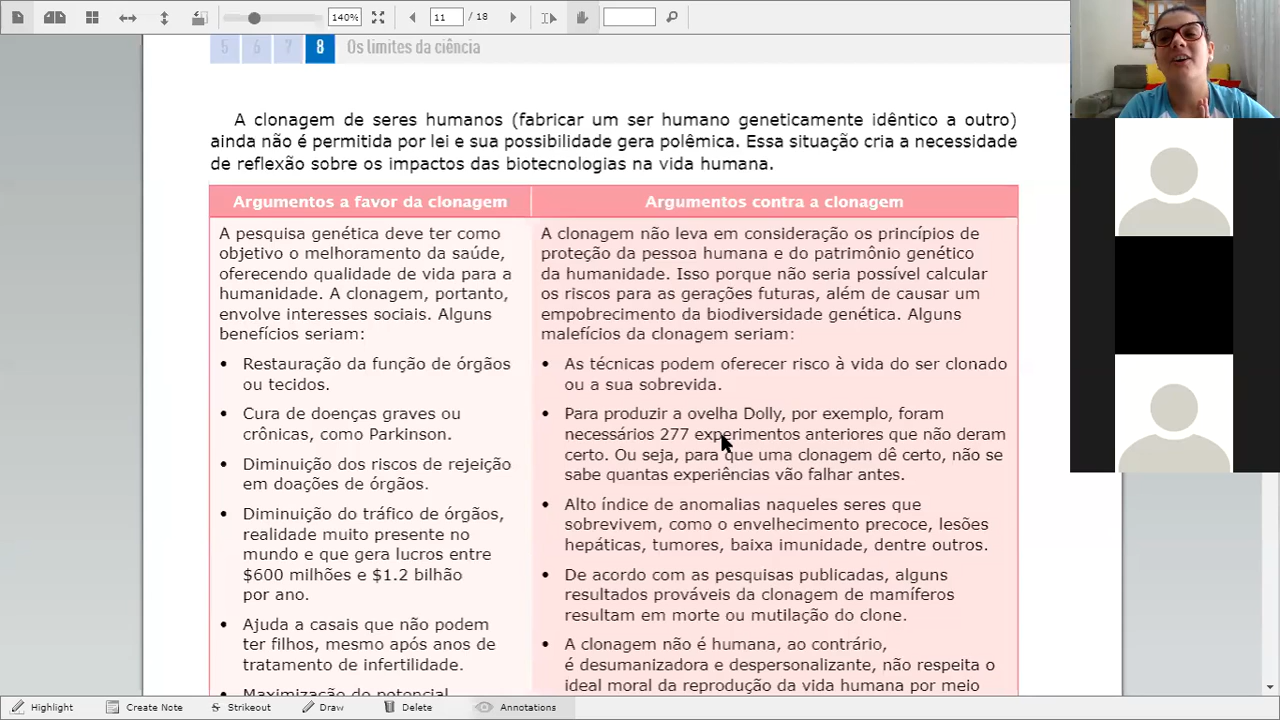 140%
11 / 18
5 6 7 8 Os limites da ciência
A clonagem de seres humanos (fabricar um ser humano geneticamente idêntico a outro)
ainda não é permitida por lei e sua possibilidade gera polêmica. Essa situação cria a necessidade
de reflexão sobre os impactos das biotecnologias na vida humana.
Argumentos a favor da clonagem
A pesquisa genética deve ter como
objetivo o melhoramento da saúde,
oferecendo qualidade de vida para a
humanidade. A clonagem, portanto,
envolve interesses sociais. Alguns
benefícios seriam:
• Restauração da função de órgãos
ou tecidos.
• Cura de doenças graves ou
crônicas, como Parkinson.
• Diminuição dos riscos de rejeição
em doações de órgãos.
• Diminuição do tráfico de órgãos,
realidade muito presente no
mundo e que gera lucros entre
$600 milhões e $1.2 bilhão
por ano.
• Ajuda a casais que não podem
ter filhos, mesmo após anos de
tratamento de infertilidade.
• Maximização do potencial
Argumentos contra a clonagem
A clonagem não leva em consideração os princípios de
proteção da pessoa humana e do patrimônio genético
da humanidade. Isso porque não seria possível calcular
os riscos para as gerações futuras, além de causar um
empobrecimento da biodiversidade genética. Alguns
malefícios da clonagem seriam:
• As técnicas podem oferecer risco à vida do ser clonado
ou a sua sobrevida.
• Para produzir a ovelha Dolly, por exemplo, foram
necessários 277 experimentos anteriores que não deram
certo. Ou seja, para que uma clonagem dê certo, não se
sabe quantas experiências vão falhar antes.
• Alto índice de anomalias naqueles seres que
sobrevivem, como o envelhecimento precoce, lesões
hepáticas, tumores, baixa imunidade, dentre outros.
• De acordo com as pesquisas publicadas, alguns
resultados prováveis da clonagem de mamíferos
resultam em morte ou mutilação do clone.
• A clonagem não é humana, ao contrário,
é desumanizadora e despersonalizante, não respeita o
ideal moral da reprodução da vida humana por meio
Highlight Create Note Strikeout Draw Delete Annotations